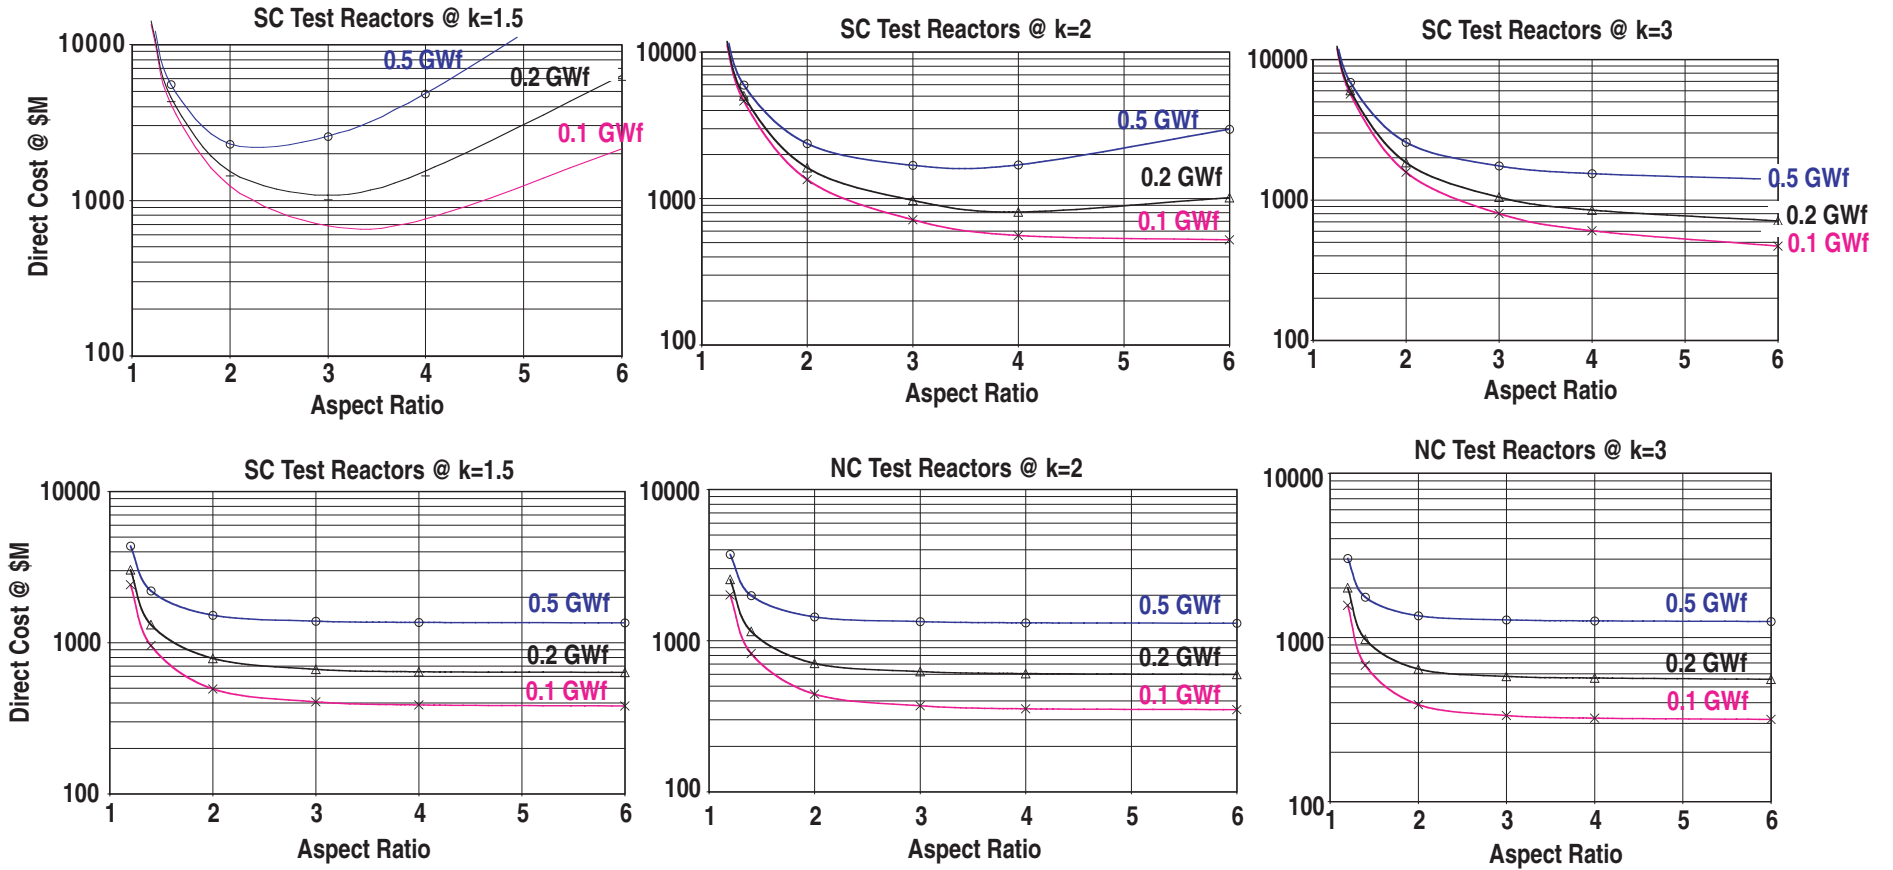 SC Test Reactors @ k=1.5
10000
1000
100
Direct Cost @ $M
0.5 GWf
0.2 GWf
0.1 GWf
1 2 3 4 5 6
Aspect Ratio
SC Test Reactors @ k=2
10000
1000
100
0.5 GWf
0.2 GWf
0.1 GWf
1 2 3 4 5 6
Aspect Ratio
SC Test Reactors @ k=3
10000
1000
100
0.5 GWf
0.2 GWf
0.1 GWf
1 2 3 4 5 6
Aspect Ratio
SC Test Reactors @ k=1.5
10000
1000
100
Direct Cost @ $M
0.5 GWf
0.2 GWf
0.1 GWf
1 2 3 4 5 6
Aspect Ratio
NC Test Reactors @ k=2
10000
1000
100
0.5 GWf
0.2 GWf
0.1 GWf
1 2 3 4 5 6
Aspect Ratio
NC Test Reactors @ k=3
10000
1000
100
0.5 GWf
0.2 GWf
0.1 GWf
1 2 3 4 5 6
Aspect Ratio